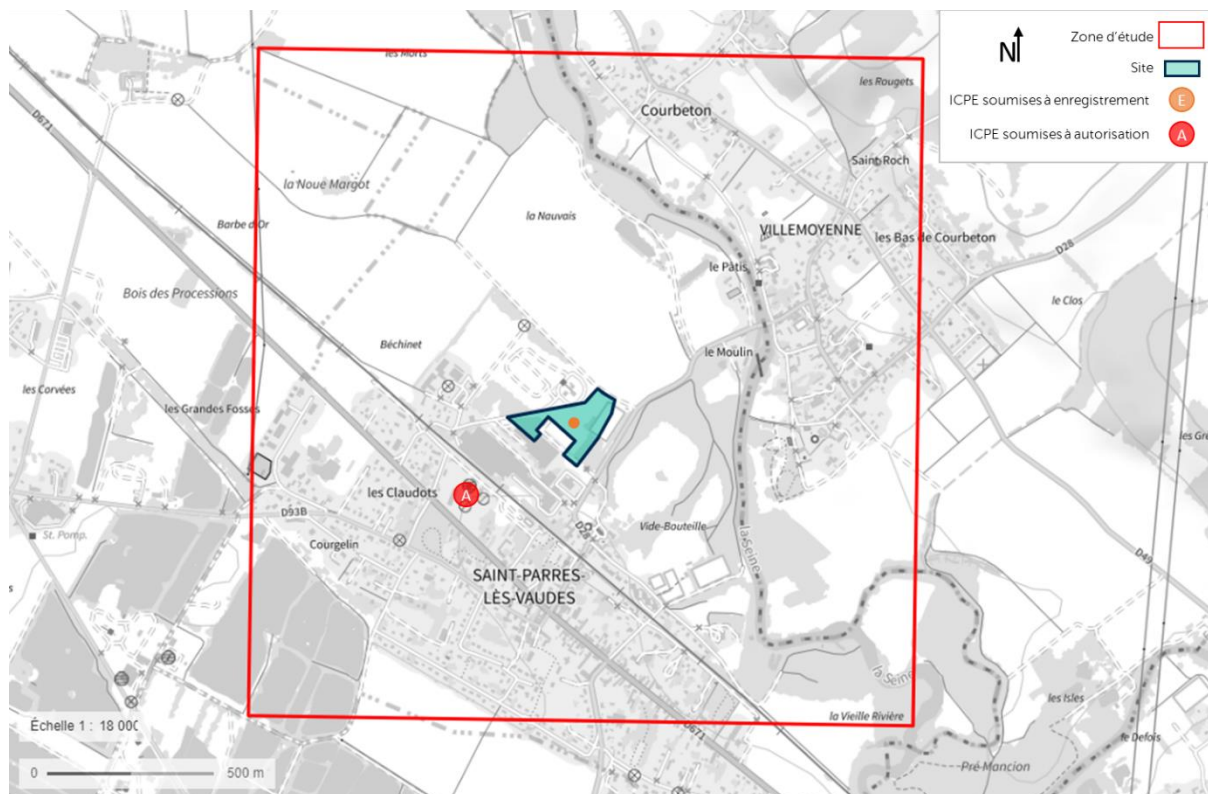 les Morts
D671
la Noue Margot
Barbe d'Or
Bois des Processions
la Nauvais
Courbeton
les Rougets
Saint-Roch
VILLEMOYENNE
les Bas de Courbeton
D28
le Pâtis
le Clos
le Moulin
Béchinet
les Corvées
les Grandes Fosses
les Claudots
A
E
D93B
St. Pomp.
Courgelin
D28
Vide-Bouteille
la Seine
D49
SAINT-PARRES-
LÈS-VAUDES
la Seine
les Isles
la Vieille Rivière
D671
Pré Mancion
N
Zone d'étude
Site
ICPE soumises à enregistrement
E
ICPE soumises à autorisation
A
Échelle 1 : 18 000
0
500 m